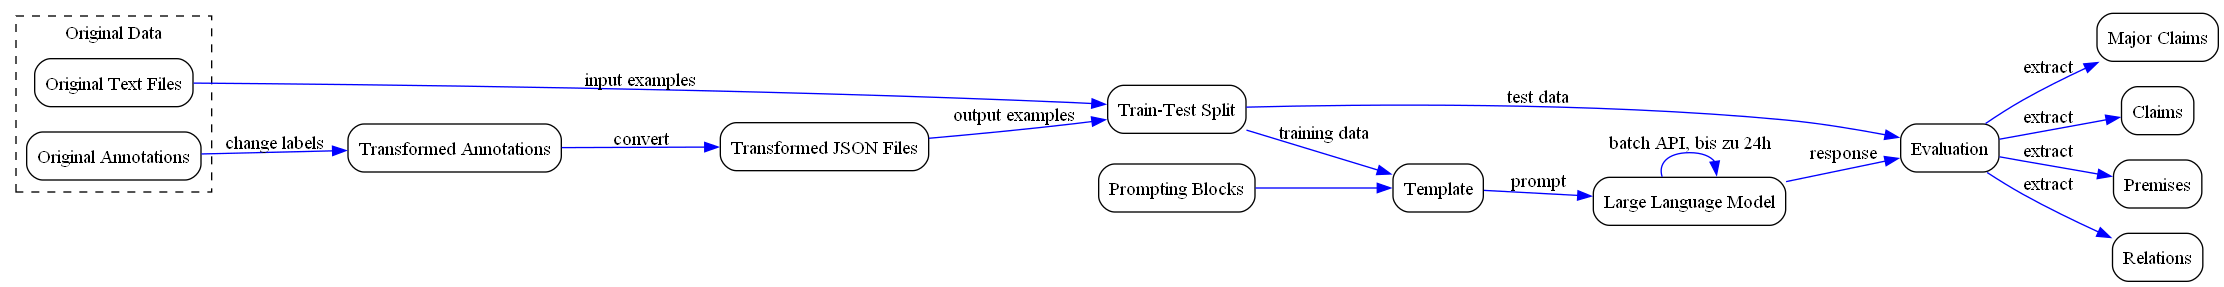 Original Data
Original Text Files
Original Annotations
change labels
Transformed Annotations
convert
Transformed JSON Files
input examples
output examples
Train-Test Split
Prompting Blocks
training data
Template
prompt
test data
batch API, bis zu 24h
Large Language Model
response
Evaluation
extract
Major Claims
extract
Claims
extract
Premises
extract
Relations